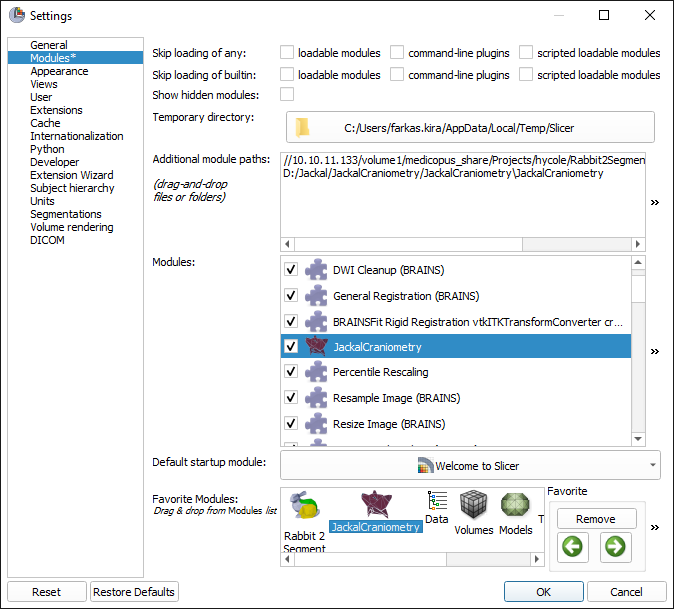 Settings
General
Modules*
Appearance
Views
User
Extensions
Cache
Internationalization
Python
Developer
Extension Wizard
Subject hierarchy
Units
Segmentations
Volume rendering
DICOM
Skip loading of any: loadable modules command-line plugins scripted loadable modules
Skip loading of builtin: loadable modules command-line plugins scripted loadable modules
Show hidden modules:
Temporary directory: C:/Users/farkas.kira/AppData/Local/Temp/Slicer
Additional module paths:
(drag-and-drop
files or folders)
//10.10.11.133/volume1/medicopus_share/Projects/hycole/Rabbit2Segmen
D:/Jackal/JackalCraniometry/JackalCraniometry\JackalCraniometry
»
Modules:
DWI Cleanup (BRAINS)
General Registration (BRAINS)
BRAINSFit Rigid Registration vtkITKTransformConverter cr...
JackalCraniometry
Percentile Rescaling
Resample Image (BRAINS)
Resize Image (BRAINS)
»
Default startup module: Welcome to Slicer
Favorite Modules:
Drag & drop from Modules list
Rabbit 2
Segment
JackalCraniometry
Data
Volumes
Models
T
Favorite
Remove
»
Reset
Restore Defaults
OK
Cancel